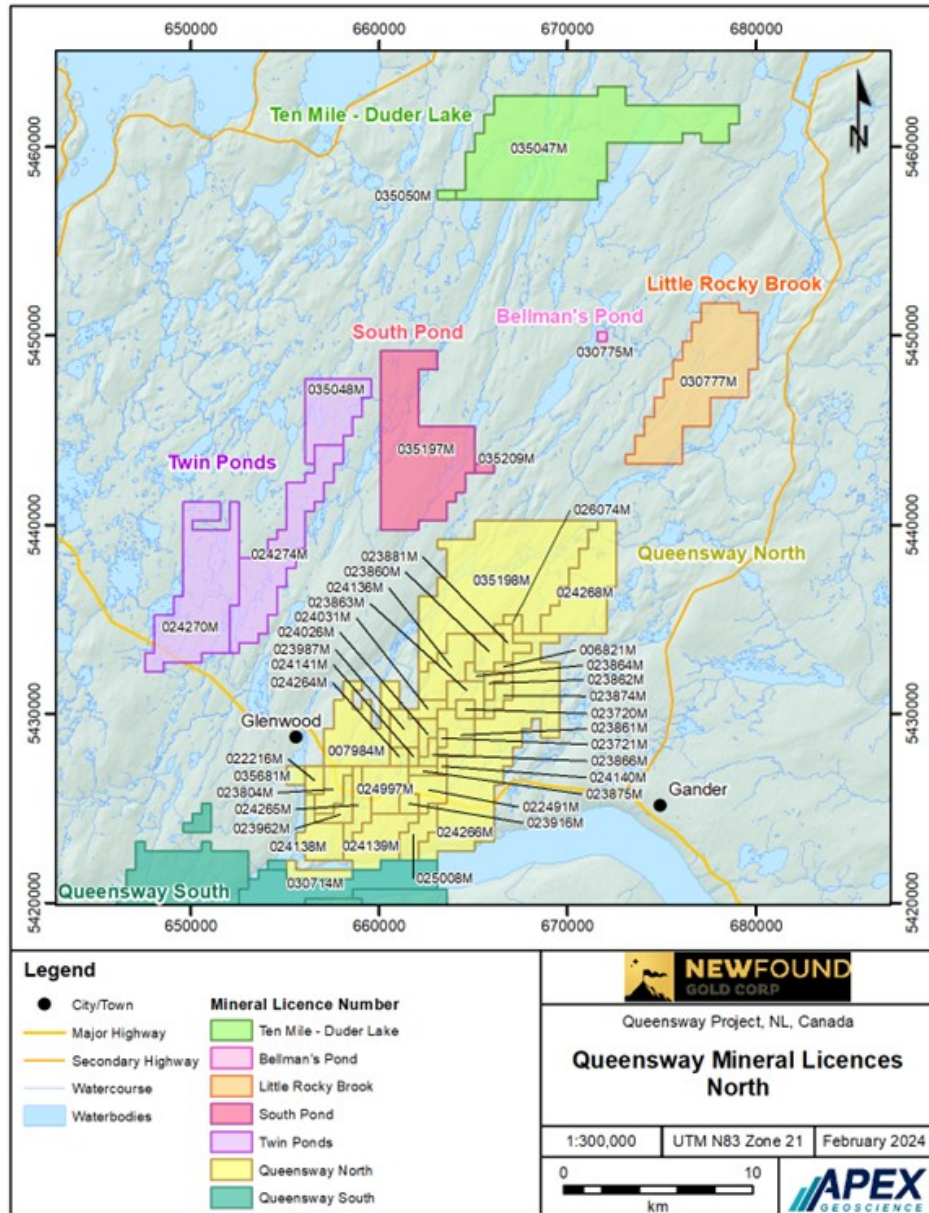 650000 660000 670000 680000
Ten Mile - Duder Lake
035047M
N
5460000
5460000
035050M
Little Rocky Brook
Bellman's Pond
5450000
5450000
South Pond
030775M
035048M
030777M
035197M
035209M
Twin Ponds
026074M
5440000
5440000
023881M
Queensway North
024274M
023860M
035198M
024136M
024268M
023863M
024270M
024031M
024026M
023987M
024141M
024264M
006821M
023864M
023862M
023874M
023720M
023861M
023721M
023866M
024140M
023875M
5430000
5430000
Glenwood
007984M
022216M
035681M
023804M
024265M
023962M
024997M
Gander
022491M
023916M
024138M
024139M
024266M
030714M
025008M
Queensway South
5420000
5420000
650000 660000 670000 680000
Legend
City/Town
Major Highway
Secondary Highway
Watercourse
Waterbodies
Mineral Licence Number
Ten Mile - Duder Lake
Bellman's Pond
Little Rocky Brook
South Pond
Twin Ponds
Queensway North
Queensway South
NEWFOUND
GOLD CORP
Queensway Project, NL, Canada
Queensway Mineral Licences
North
1:300,000 UTM N83 Zone 21 February 2024
0 10
km
APEX
GEOSCIENCE